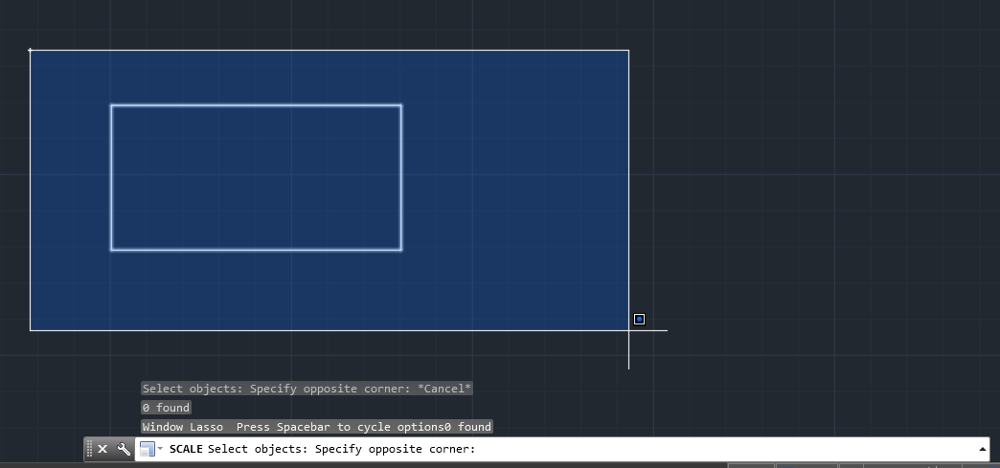 Select objects: Specify opposite corner: *Cancel*
0 found
Window Lasso  Press Spacebar to cycle options0 found
SCALE Select objects: Specify opposite corner: